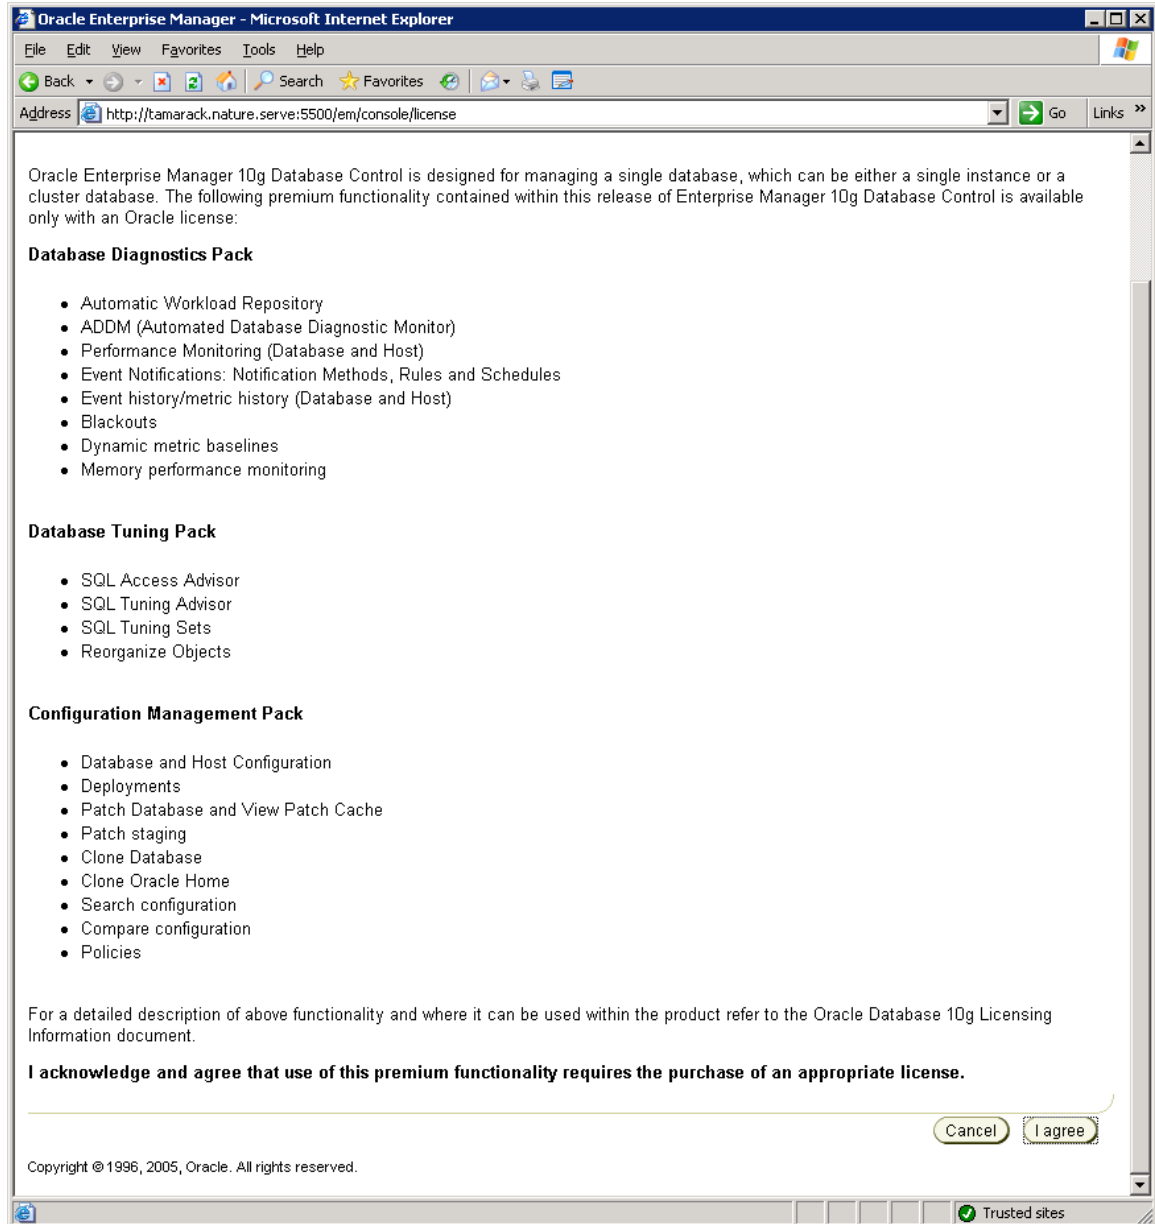 Oracle Enterprise Manager - Microsoft Internet Explorer
File Edit View Favorites Tools Help
Back Search Favorites
Address http://tamarack.nature.serve:5500/em/console/license Go Links »
Oracle Enterprise Manager 10g Database Control is designed for managing a single database, which can be either a single instance or a
cluster database. The following premium functionality contained within this release of Enterprise Manager 10g Database Control is available
only with an Oracle license:
Database Diagnostics Pack
• Automatic Workload Repository
• ADDM (Automated Database Diagnostic Monitor)
• Performance Monitoring (Database and Host)
• Event Notifications: Notification Methods, Rules and Schedules
• Event history/metric history (Database and Host)
• Blackouts
• Dynamic metric baselines
• Memory performance monitoring
Database Tuning Pack
• SQL Access Advisor
• SQL Tuning Advisor
• SQL Tuning Sets
• Reorganize Objects
Configuration Management Pack
• Database and Host Configuration
• Deployments
• Patch Database and View Patch Cache
• Patch staging
• Clone Database
• Clone Oracle Home
• Search configuration
• Compare configuration
• Policies
For a detailed description of above functionality and where it can be used within the product refer to the Oracle Database 10g Licensing
Information document.
I acknowledge and agree that use of this premium functionality requires the purchase of an appropriate license.
Cancel I agree
Copyright © 1996, 2005, Oracle. All rights reserved.
Trusted sites